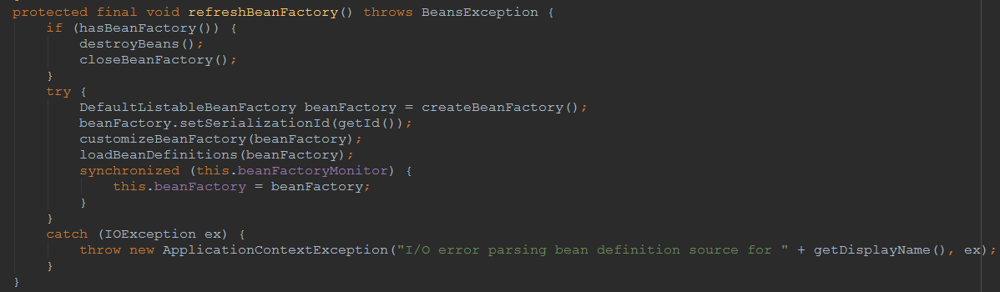 protected final void refreshBeanFactory() throws BeansException {
    if (hasBeanFactory()) {
        destroyBeans();
        closeBeanFactory();
    }
    try {
        DefaultListableBeanFactory beanFactory = createBeanFactory();
        beanFactory.setSerializationId(getId());
        customizeBeanFactory(beanFactory);
        loadBeanDefinitions(beanFactory);
        synchronized (this.beanFactoryMonitor) {
            this.beanFactory = beanFactory;
        }
    }
    catch (IOException ex) {
        throw new ApplicationContextException("I/O error parsing bean definition source for " + getDisplayName(), ex);
    }
}